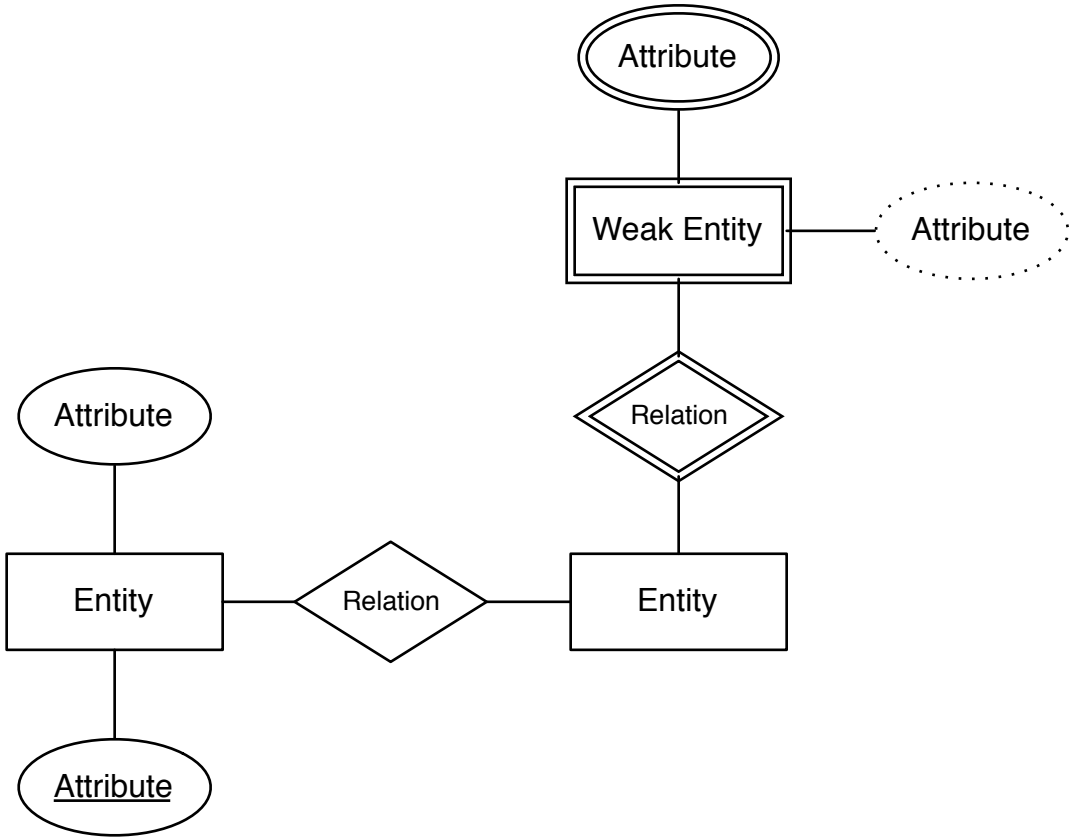 Attribute
Weak Entity
Attribute
Attribute
Relation
Entity
Relation
Entity
Attribute